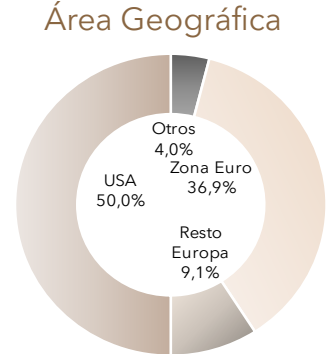 Área Geográfica
Otros
4,0%
Zona Euro
36,9%
USA
50,0%
Resto
Europa
9,1%